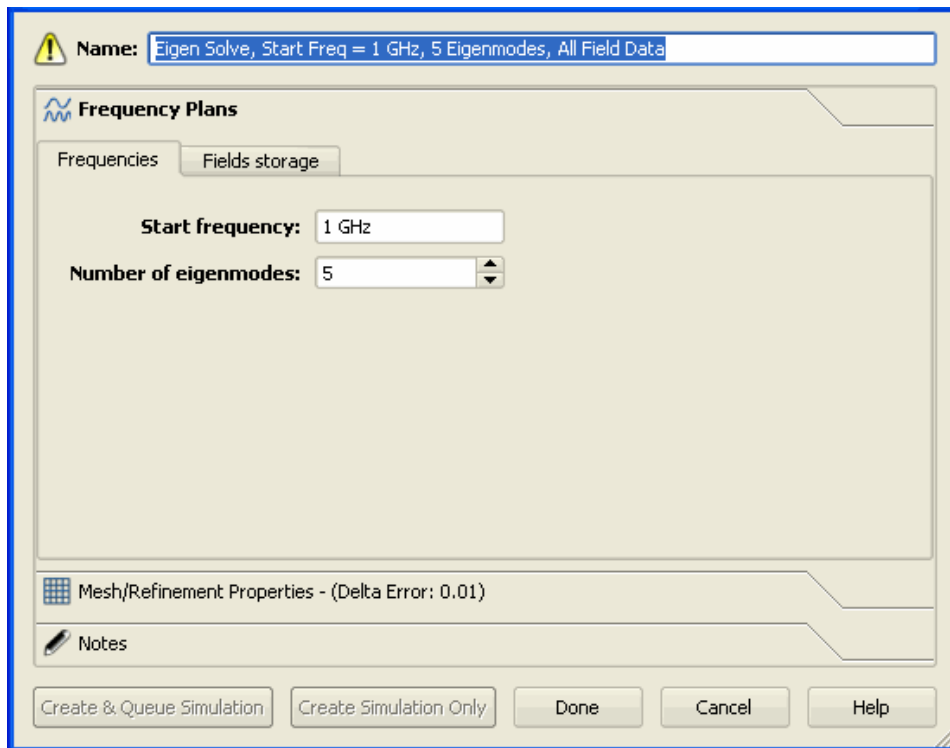 Name: Eigen Solve, Start Freq = 1 GHz, 5 Eigenmodes, All Field Data
Frequency Plans
Frequencies Fields storage
Start frequency: 1 GHz
Number of eigenmodes: 5
Mesh/Refinement Properties - (Delta Error: 0.01)
Notes
Create & Queue Simulation Create Simulation Only Done Cancel Help